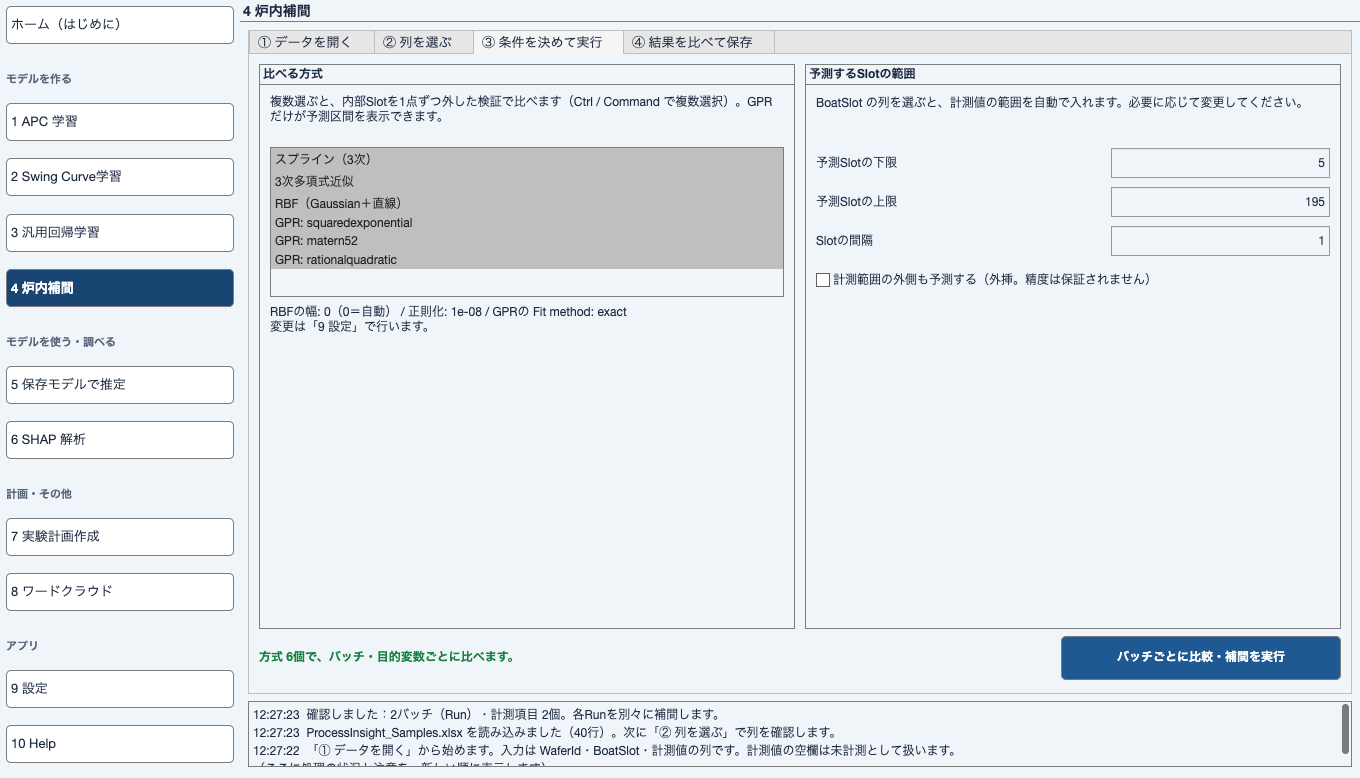 ホーム（はじめに）
モデルを作る
1 APC 学習
2 Swing Curve学習
3 汎用回帰学習
4 炉内補間
モデルを使う・調べる
5 保存モデルで推定
6 SHAP 解析
計画・その他
7 実験計画作成
8 ワードクラウド
アプリ
9 設定
10 Help
4 炉内補間
① データを開く
② 列を選ぶ
③ 条件を決めて実行
④ 結果を比べて保存
比べる方式
複数選ぶと、内部Slotを1点ずつ外した検証で比べます（Ctrl / Command で複数選択）。GPR
だけが予測区間を表示できます。
スプライン（3次）
3次多項式近似
RBF（Gaussian＋直線）
GPR: squaredexponential
GPR: matern52
GPR: rationalquadratic
RBFの幅: 0（0＝自動） / 正則化: 1e-08 / GPRの Fit method: exact
変更は「9 設定」で行います。
予測するSlotの範囲
BoatSlot の列を選ぶと、計測値の範囲を自動で入れます。必要に応じて変更してください。
予測Slotの下限
5
予測Slotの上限
195
Slotの間隔
1
計測範囲の外側も予測する（外挿。精度は保証されません）
方式 6個で、バッチ・目的変数ごとに比べます。
バッチごとに比較・補間を実行
12:27:23 確認しました：2バッチ（Run）・計測項目 2個。各Runを別々に補間します。
12:27:23 ProcessInsight_Samples.xlsx を読み込みました（40行）。次に「② 列を選ぶ」で列を確認します。
12:27:22 「① データを開く」から始めます。入力は WaferId・BoatSlot・計測値の列です。計測値の空欄は未計測として扱います。